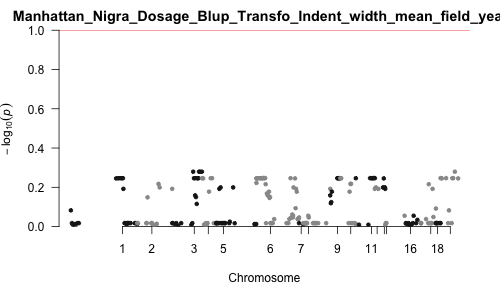 Manhattan_Nigra_Dosage_Blup_Transfo_Indent_width_mean_field_yea
1.0
0.8
0.6
0.4
0.2
0.0
− log10(p)
1 2 3 5 6 7 9 11 16 18
Chromosome